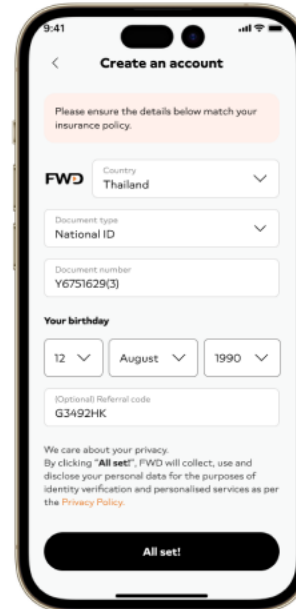 9:41
Create an account
Please ensure the details below match your
insurance policy.
FWD
Country
Thailand
Document type
National ID
Document number
Y6751629(3)
Your birthday
12 August 1990
(Optional) Referral code
G3492HK
We care about your privacy.
By clicking "All set!", FWD will collect, use and
disclose your personal data for the purposes of
identity verification and personalised services as per
the Privacy Policy.
All set!